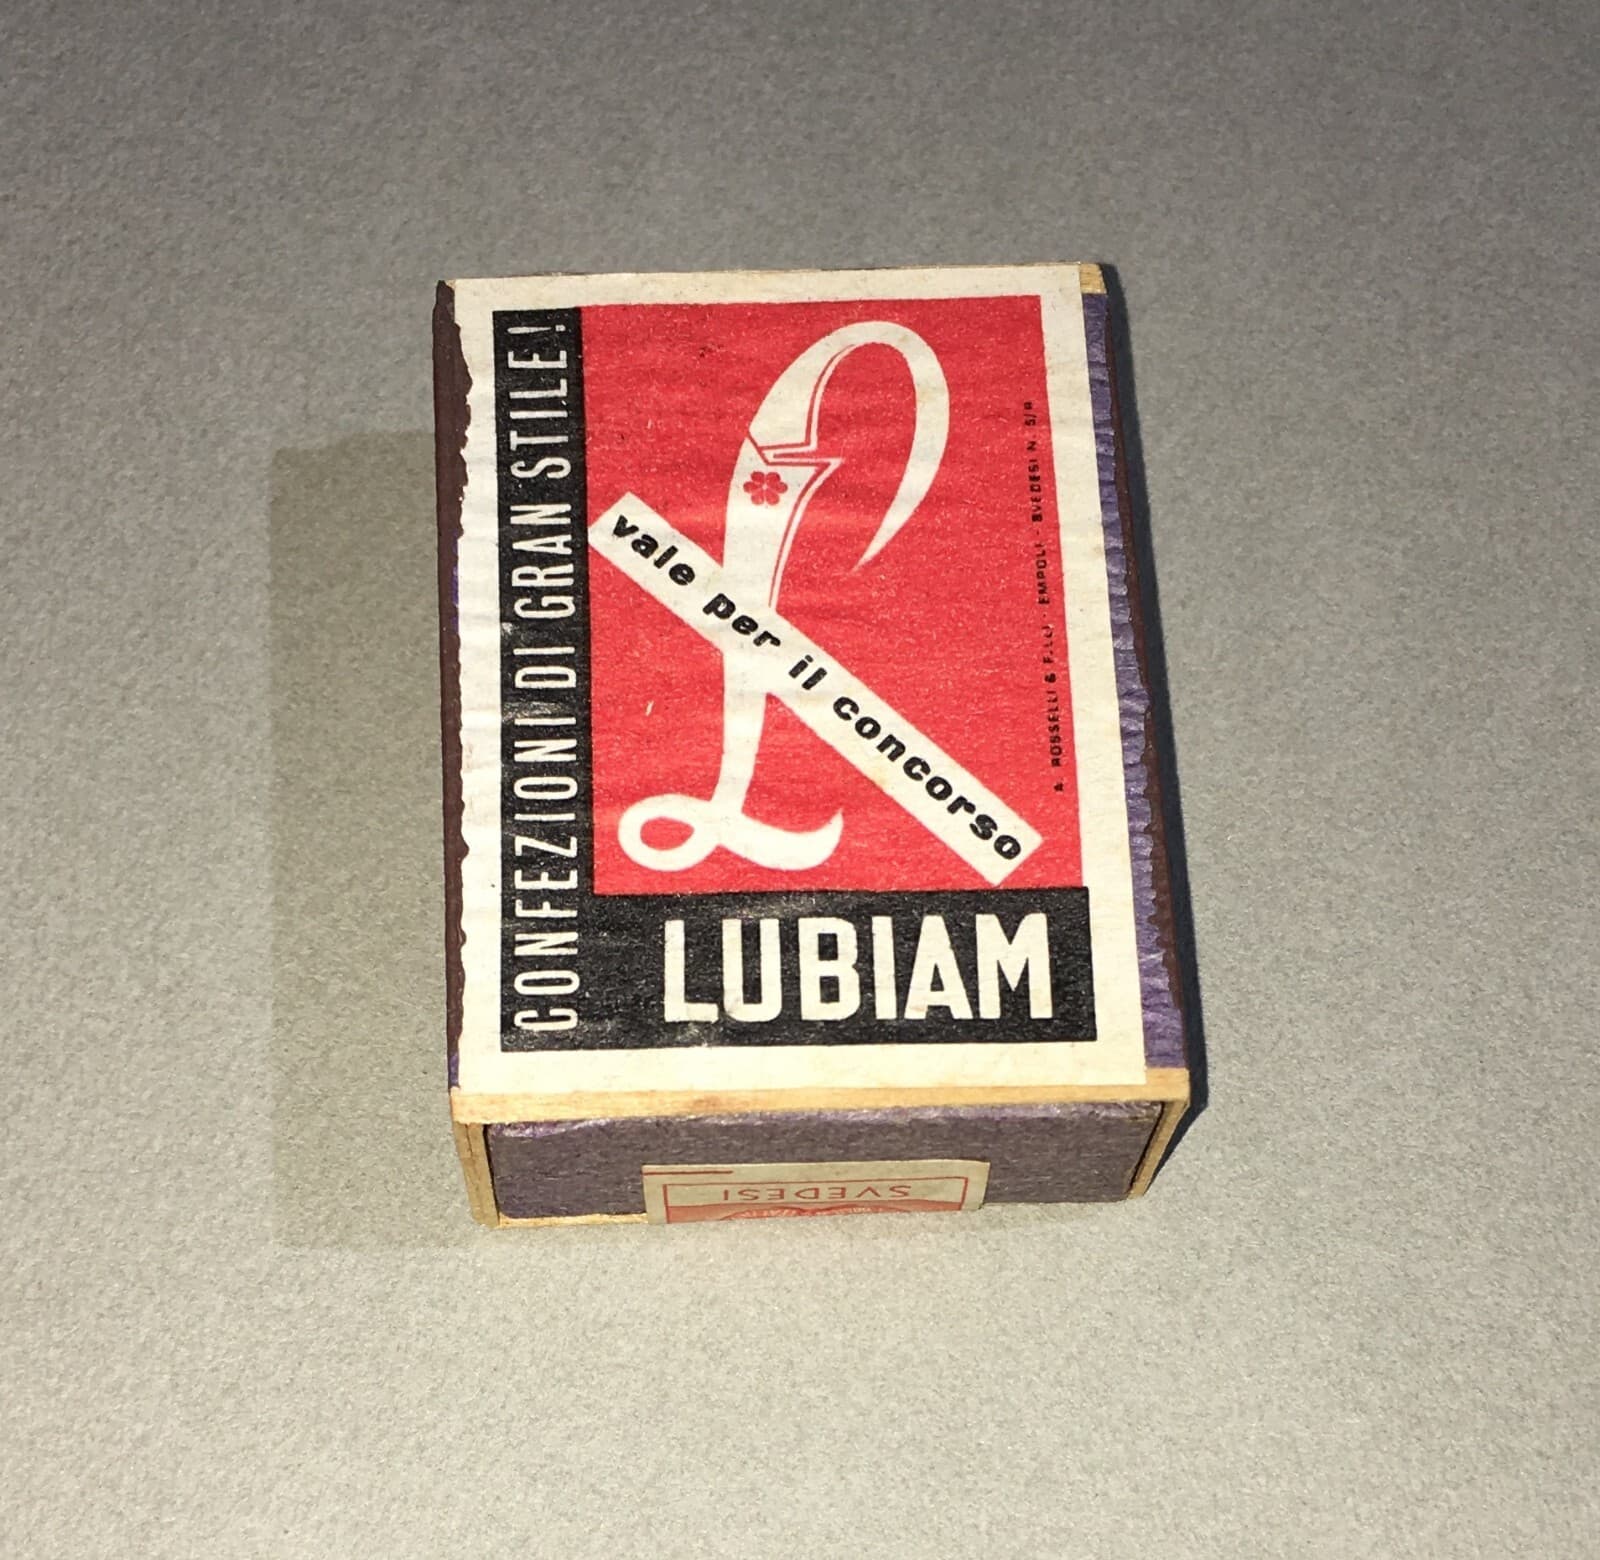 CONFEZIONI DI GRAN STILE!
L
vale per il concorso
A. ROSSELLI & F.LLI - EMPOLI - SVEDESI N. 5/R
LUBIAM
SVEDESI